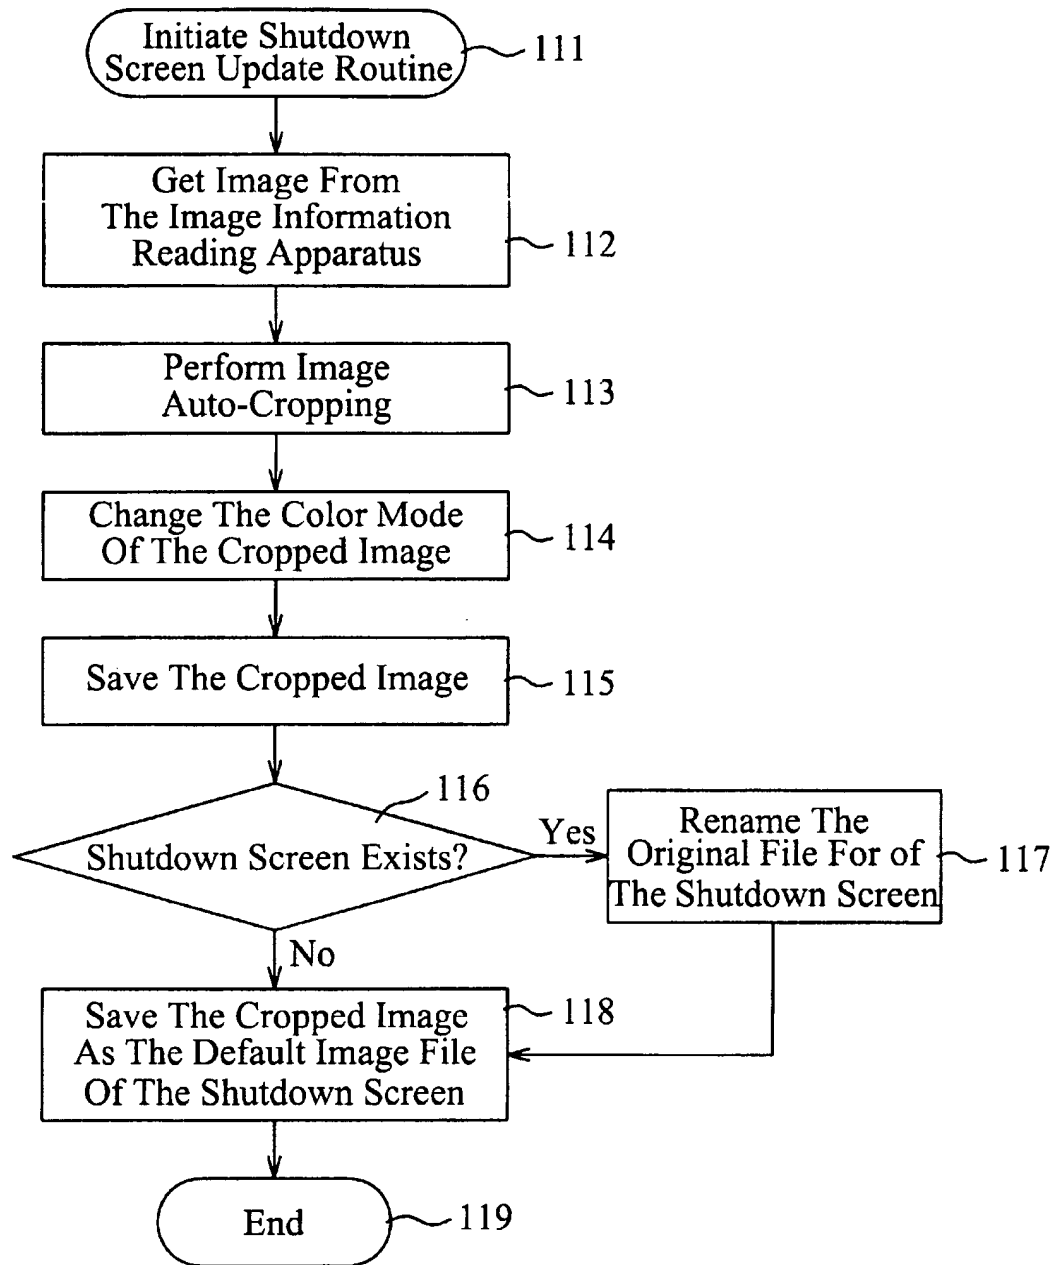 Initiate Shutdown
Screen Update Routine
111
Get Image From
The Image Information
Reading Apparatus
112
Perform Image
Auto-Cropping
113
Change The Color Mode
Of The Cropped Image
114
Save The Cropped Image
115
116
Shutdown Screen Exists?
Yes
Rename The
Original File For of
The Shutdown Screen
117
No
Save The Cropped Image
As The Default Image File
Of The Shutdown Screen
118
End
119